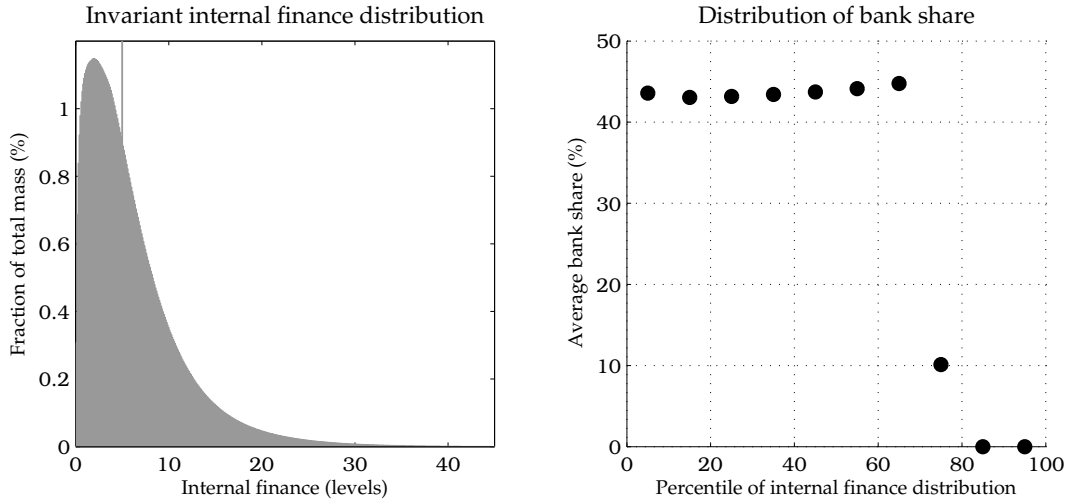 Invariant internal finance distribution
Fraction of total mass (%)
1
0.8
0.6
0.4
0.2
0
0 10 20 30 40
Internal finance (levels)
Distribution of bank share
Average bank share (%)
50
40
30
20
10
0
0 20 40 60 80 100
Percentile of internal finance distribution